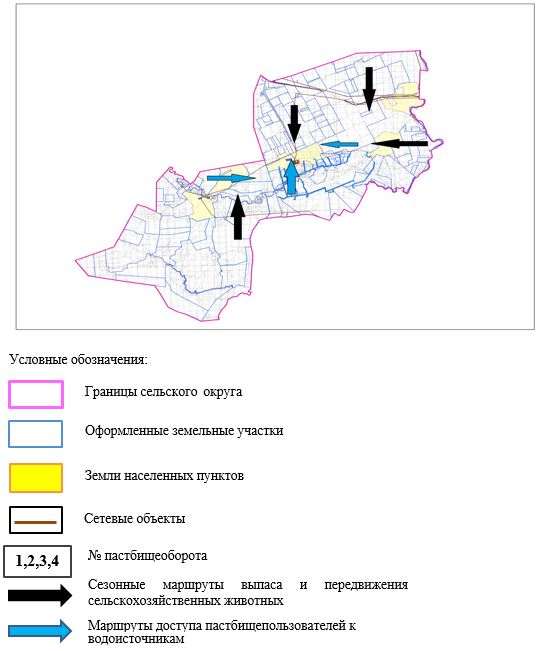 Условные обозначения:
Границы сельского округа
Оформленные земельные участки
Земли населенных пунктов
Сетевые объекты
1,2,3,4
№ пастбищеоборота
Сезонные маршруты выпаса и передвижения
сельскохозяйственных животных
Маршруты доступа пастбищепользователей к
водоисточникам